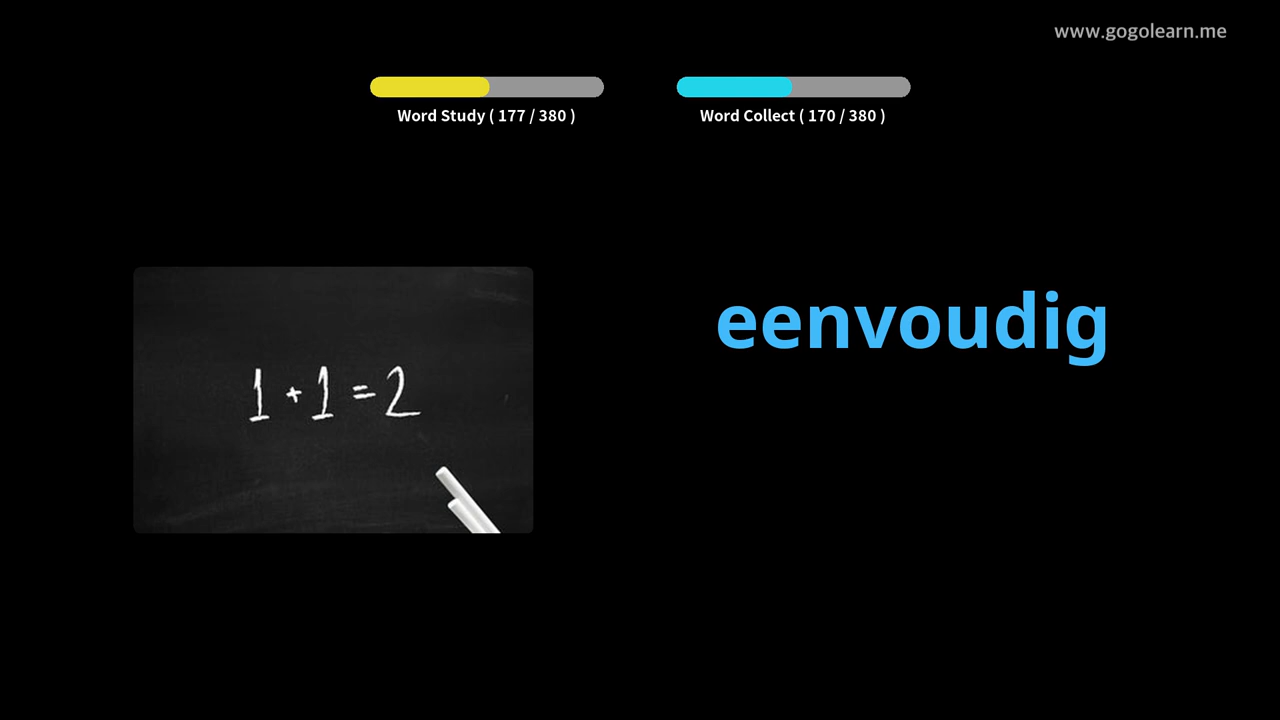 www.gogolearn.me
Word Study ( 177 / 380 )
Word Collect ( 170 / 380 )
eenvoudig
1 + 1 = 2